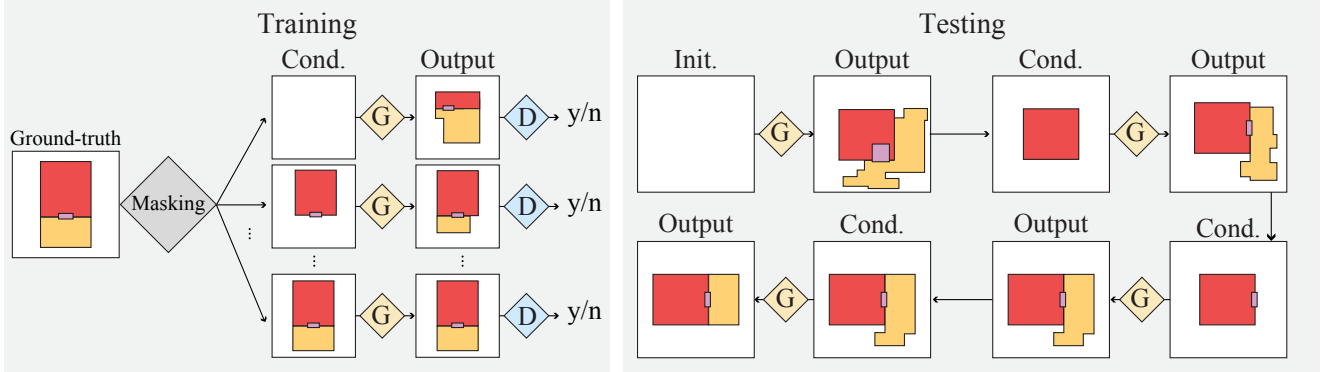 Training
Cond. Output
G D y/n
Ground-truth
Masking
G D y/n
G D y/n
Testing
Init. Output Cond. Output
G G
Output Cond. Output Cond.
G G